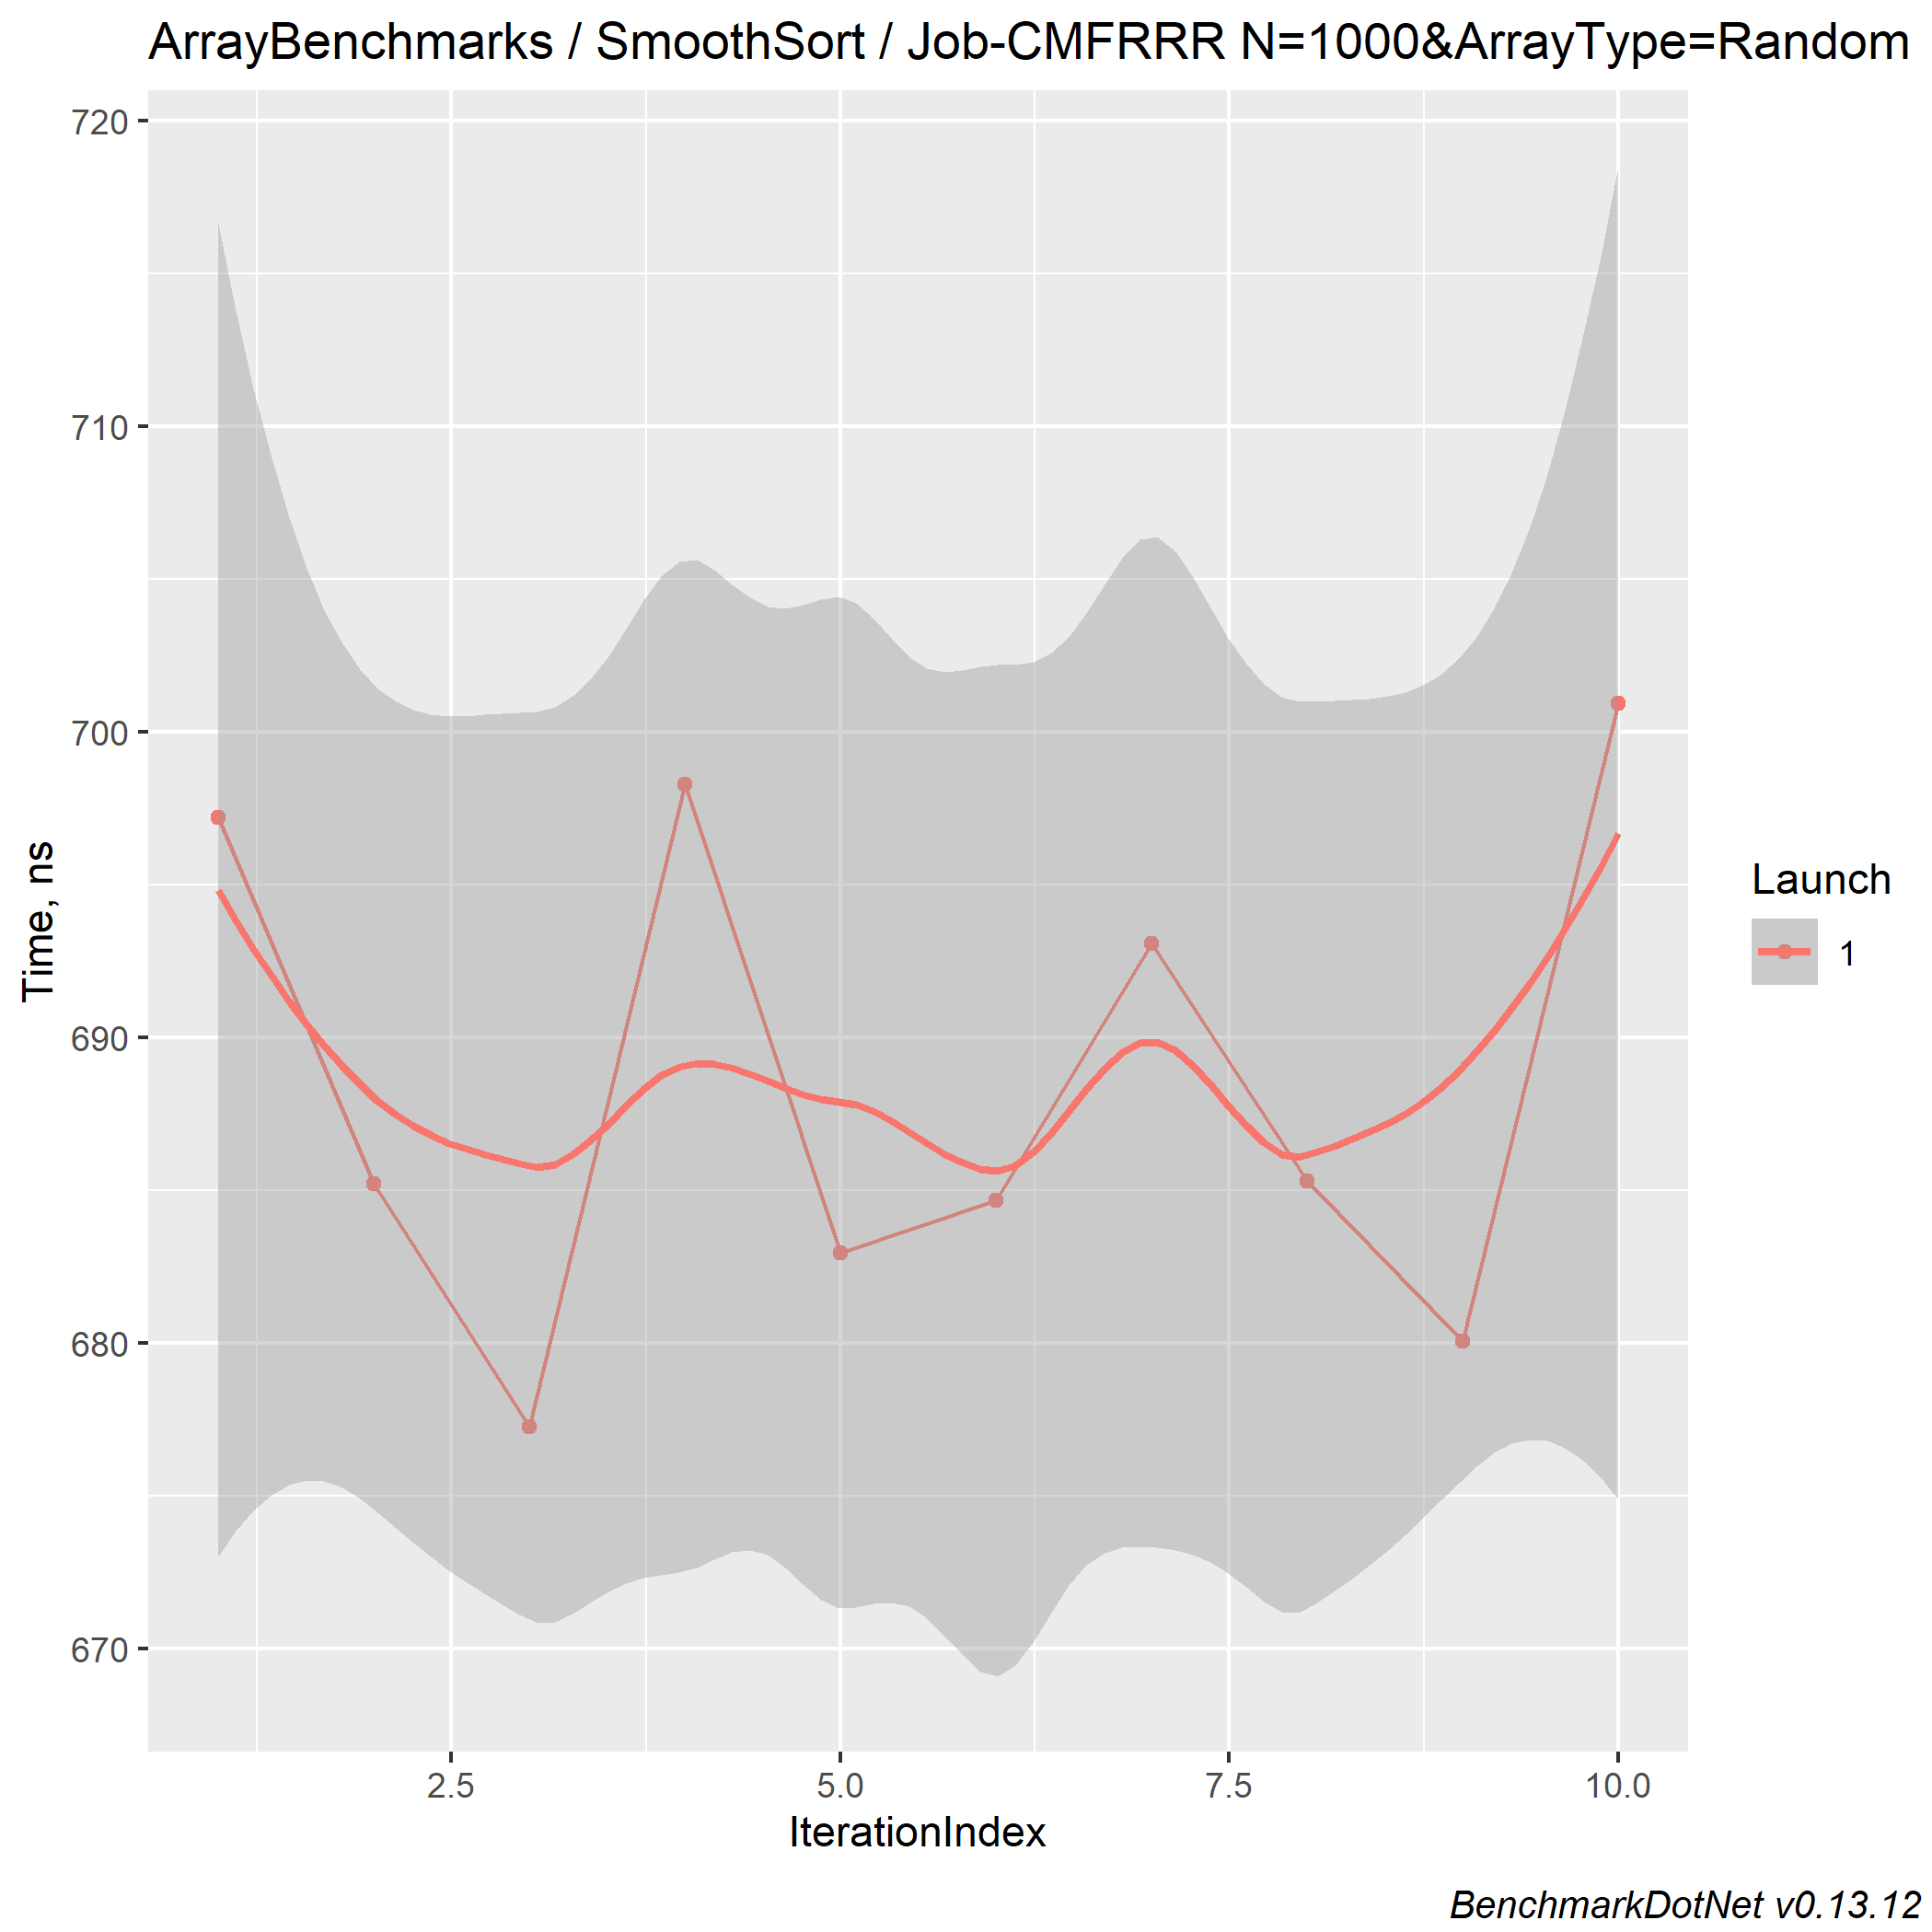 ArrayBenchmarks / SmoothSort / Job-CMFRRR N=1000&ArrayType=Random
720
710
700
690
680
670
Time, ns
2.5 5.0 7.5 10.0
IterationIndex
Launch
1
BenchmarkDotNet v0.13.12